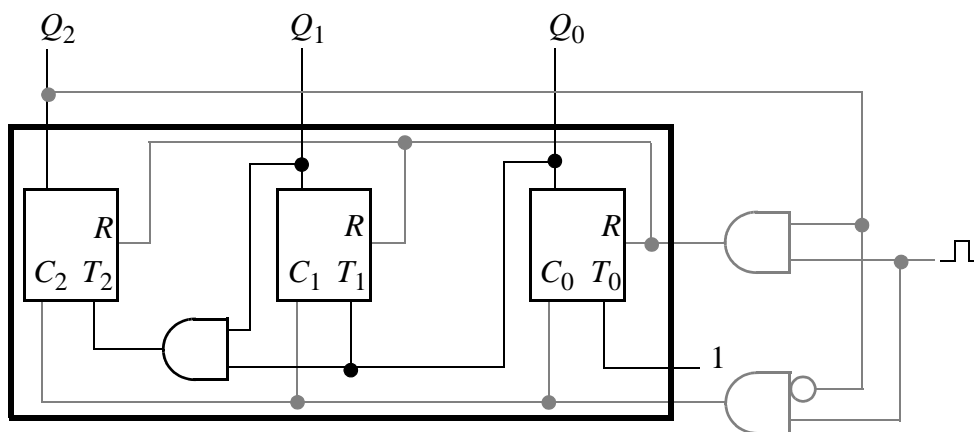 Q₂ Q₁ Q₀
R R R
C₂ T₂ C₁ T₁ C₀ T₀
1